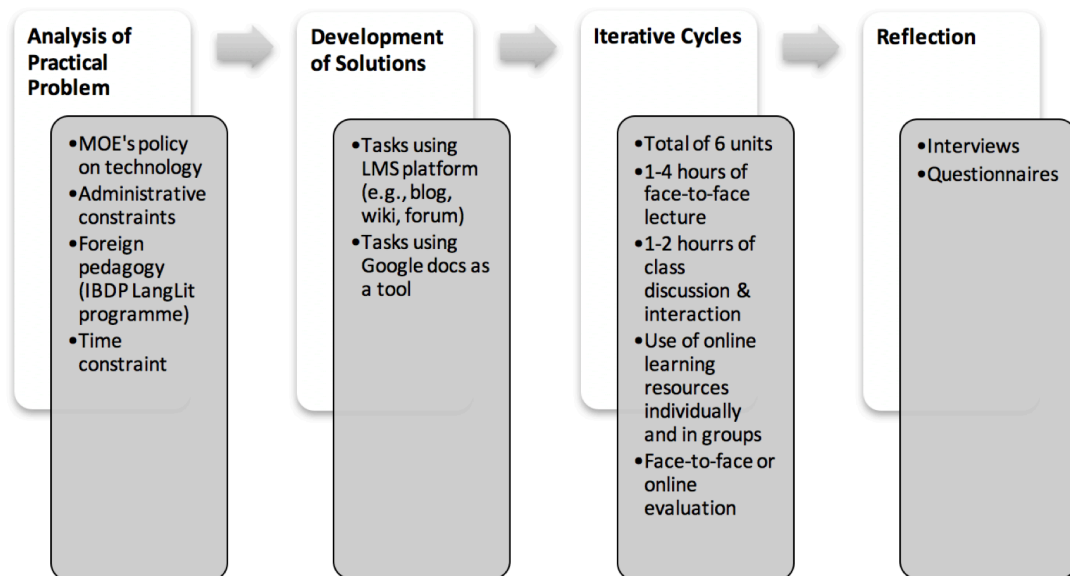 Analysis of
Practical
Problem
•MOE's policy
on technology
•Administrative
constraints
•Foreign
pedagogy
(IBDP LangLit
programme)
•Time
constraint
Development
of Solutions
•Tasks using
LMS platform
(e.g., blog,
wiki, forum)
•Tasks using
Google docs as
a tool
Iterative Cycles
•Total of 6 units
•1-4 hours of
face-to-face
lecture
•1-2 hourrs of
class
discussion &
interaction
•Use of online
learning
resources
individually
and in groups
•Face-to-face or
online
evaluation
Reflection
•Interviews
•Questionnaires